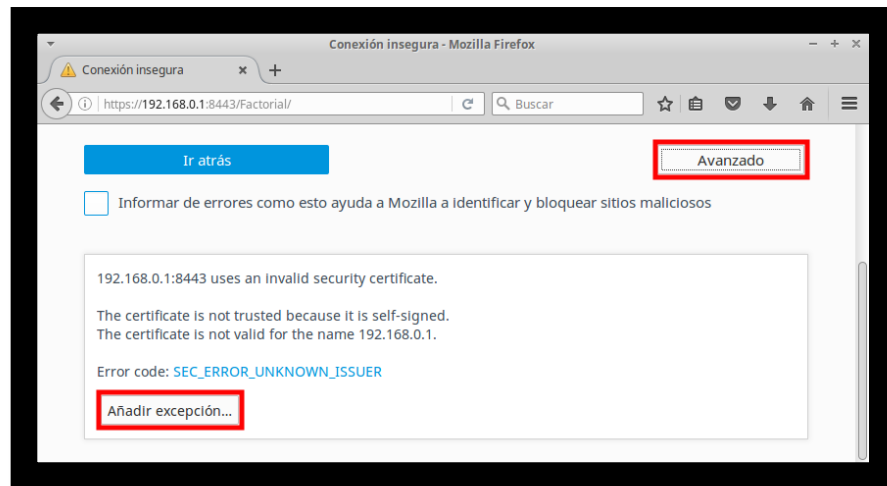 Conexión insegura - Mozilla Firefox
Conexión insegura
https://192.168.0.1:8443/Factorial/
Buscar
Ir atrás
Avanzado
Informar de errores como esto ayuda a Mozilla a identificar y bloquear sitios maliciosos
192.168.0.1:8443 uses an invalid security certificate.
The certificate is not trusted because it is self-signed.
The certificate is not valid for the name 192.168.0.1.
Error code: SEC_ERROR_UNKNOWN_ISSUER
Añadir excepción...